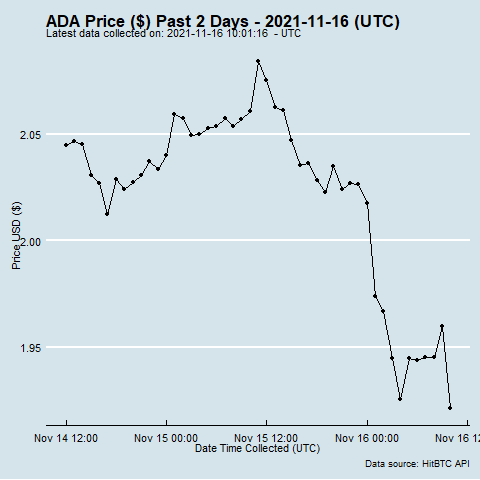 ADA Price ($) Past 2 Days - 2021-11-16 (UTC)
Latest data collected on: 2021-11-16 10:01:16 - UTC
Price USD ($)
2.05
2.00
1.95
Nov 14 12:00 Nov 15 00:00 Nov 15 12:00 Nov 16 00:00 Nov 16 12
Date Time Collected (UTC)
Data source: HitBTC API